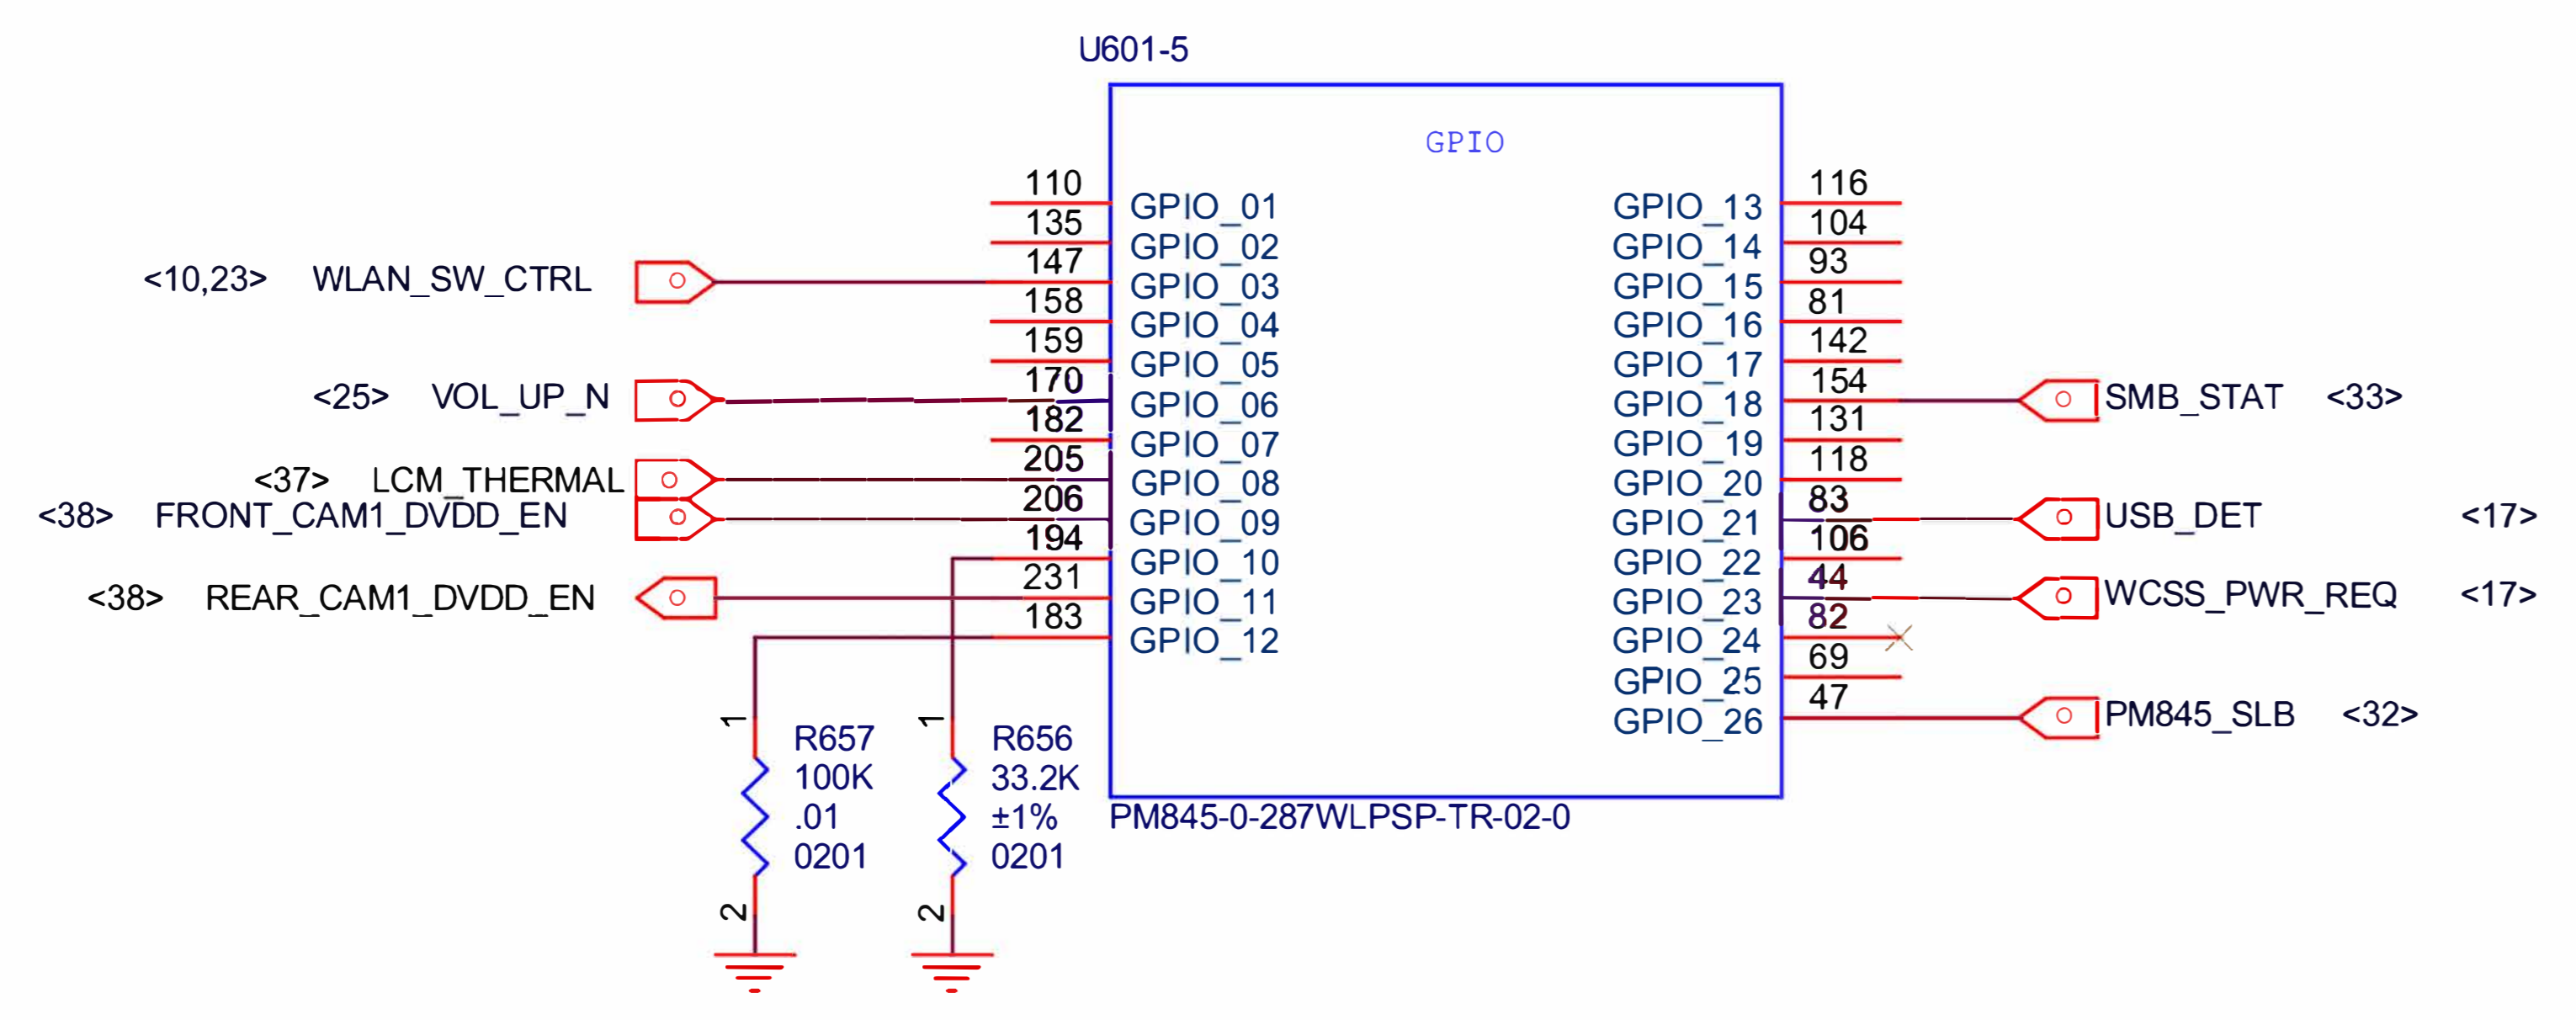 U601-5
GPIO
110 GPIO_01 GPIO_13 116
135 GPIO_02 GPIO_14 104
<10,23> WLAN_SW_CTRL 147 GPIO_03 GPIO_15 93
158 GPIO_04 GPIO_16 81
159 GPIO_05 GPIO_17 142
<25> VOL_UP_N 170 GPIO_06 GPIO_18 154 SMB_STAT <33>
182 GPIO_07 GPIO_19 131
<37> LCM_THERMAL 205 GPIO_08 GPIO_20 118
<38> FRONT_CAM1_DVDD_EN 206 GPIO_09 GPIO_21 83 USB_DET <17>
194 GPIO_10 GPIO_22 106
<38> REAR_CAM1_DVDD_EN 231 GPIO_11 GPIO_23 44 WCSS_PWR_REQ <17>
183 GPIO_12 GPIO_24 82
GPIO_25 69
GPIO_26 47 PM845_SLB <32>
PM845-0-287WLPSP-TR-02-0
1 R657 1 R656
100K 33.2K
.01 ±1%
0201 0201
2 2